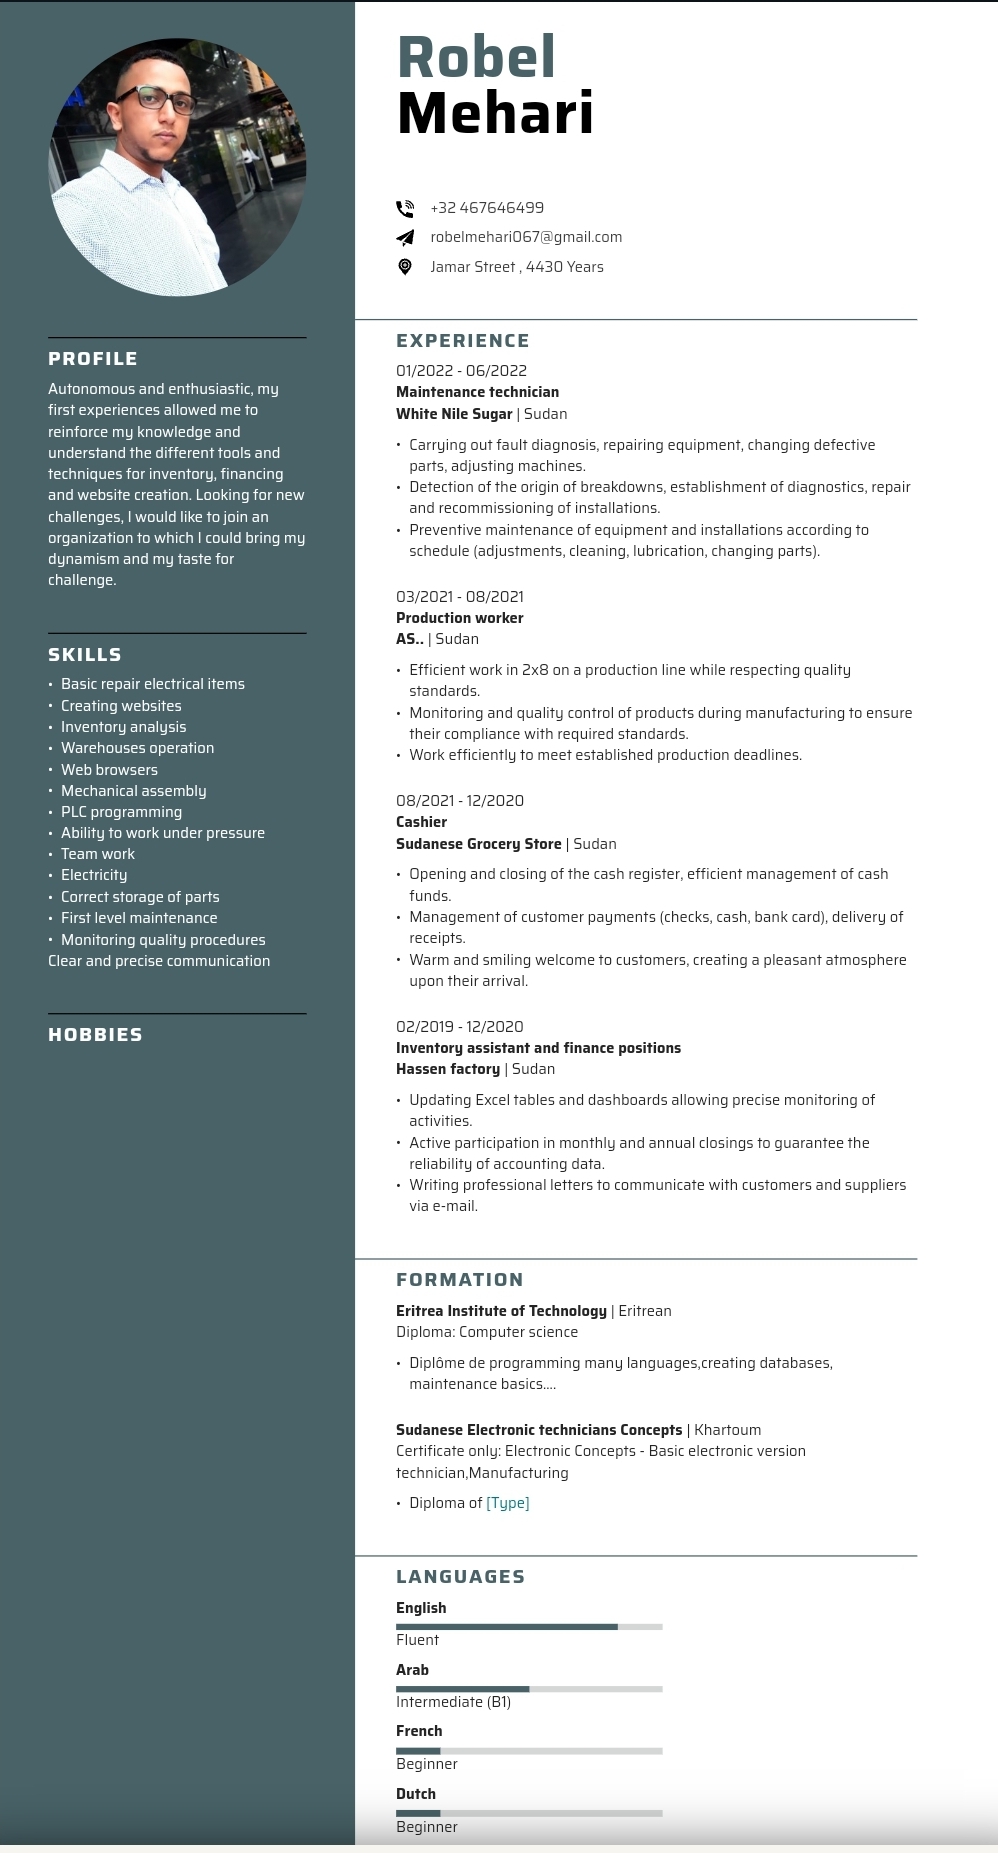 Robel
Mehari
+32 467646499
robelmehari067@gmail.com
Jamar Street , 4430 Years
PROFILE
Autonomous and enthusiastic, my
first experiences allowed me to
reinforce my knowledge and
understand the different tools and
techniques for inventory, financing
and website creation. Looking for new
challenges, I would like to join an
organization to which I could bring my
dynamism and my taste for
challenge.
SKILLS
• Basic repair electrical items
• Creating websites
• Inventory analysis
• Warehouses operation
• Web browsers
• Mechanical assembly
• PLC programming
• Ability to work under pressure
• Team work
• Electricity
• Correct storage of parts
• First level maintenance
• Monitoring quality procedures
Clear and precise communication
HOBBIES
EXPERIENCE
01/2022 - 06/2022
Maintenance technician
White Nile Sugar | Sudan
• Carrying out fault diagnosis, repairing equipment, changing defective
parts, adjusting machines.
• Detection of the origin of breakdowns, establishment of diagnostics, repair
and recommissioning of installations.
• Preventive maintenance of equipment and installations according to
schedule (adjustments, cleaning, lubrication, changing parts).
03/2021 - 08/2021
Production worker
AS.. | Sudan
• Efficient work in 2x8 on a production line while respecting quality
standards.
• Monitoring and quality control of products during manufacturing to ensure
their compliance with required standards.
• Work efficiently to meet established production deadlines.
08/2021 - 12/2020
Cashier
Sudanese Grocery Store | Sudan
• Opening and closing of the cash register, efficient management of cash
funds.
• Management of customer payments (checks, cash, bank card), delivery of
receipts.
• Warm and smiling welcome to customers, creating a pleasant atmosphere
upon their arrival.
02/2019 - 12/2020
Inventory assistant and finance positions
Hassen factory | Sudan
• Updating Excel tables and dashboards allowing precise monitoring of
activities.
• Active participation in monthly and annual closings to guarantee the
reliability of accounting data.
• Writing professional letters to communicate with customers and suppliers
via e-mail.
FORMATION
Eritrea Institute of Technology | Eritrean
Diploma: Computer science
• Diplôme de programming many languages,creating databases,
maintenance basics....
Sudanese Electronic technicians Concepts | Khartoum
Certificate only: Electronic Concepts - Basic electronic version
technician,Manufacturing
• Diploma of [Type]
LANGUAGES
English
Fluent
Arab
Intermediate (B1)
French
Beginner
Dutch
Beginner